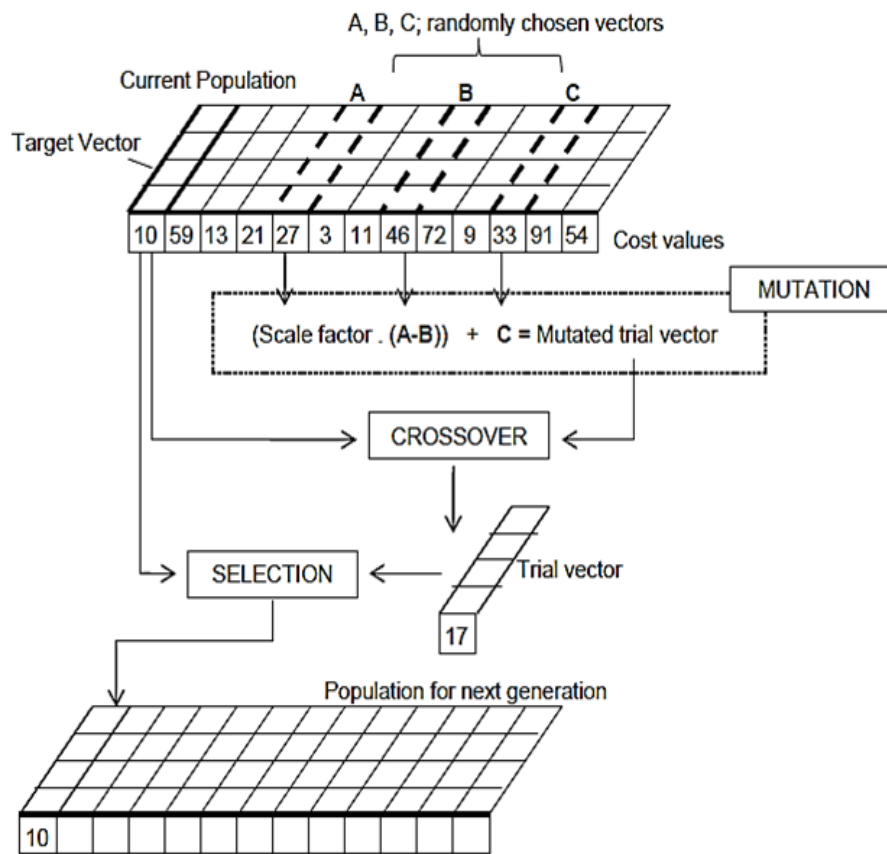 A, B, C; randomly chosen vectors
Current Population
A B C
Target Vector
10 59 13 21 27 3 11 46 72 9 33 91 54
Cost values
MUTATION
(Scale factor . (A-B)) + C = Mutated trial vector
CROSSOVER
SELECTION
Trial vector
17
Population for next generation
10